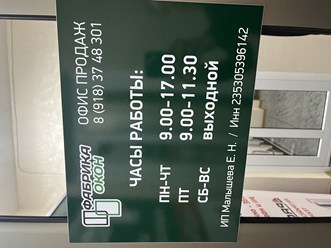 ФАБРИКА
ОКОН
ОФИС ПРОДАЖ
8 (918) 37 48 301
ЧАСЫ РАБОТЫ:
ПН-ЧТ 9.00-17.00
ПТ 9.00-11.30
СБ-ВС ВЫХОДНОЙ
ИП Малышева Е. Н. / Инн 235305396142